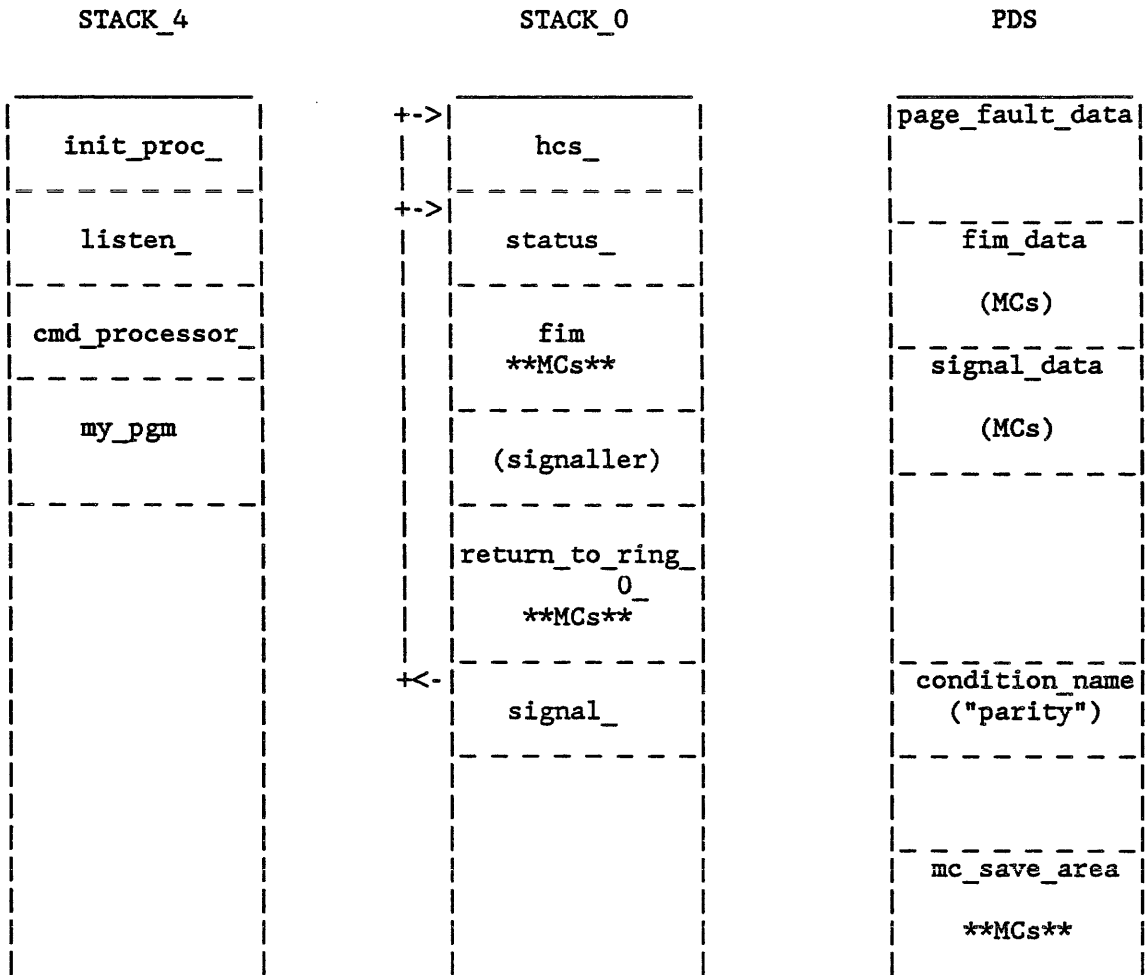 STACK_4
STACK_0
PDS
init_proc_
listen_
cmd_processor_
my_pgm
+->
+->
+<-
hcs_
status_
fim
**MCs**
(signaller)
return_to_ring_
0_
**MCs**
signal_
page_fault_data
fim_data
(MCs)
signal_data
(MCs)
condition_name
("parity")
mc_save_area
**MCs**